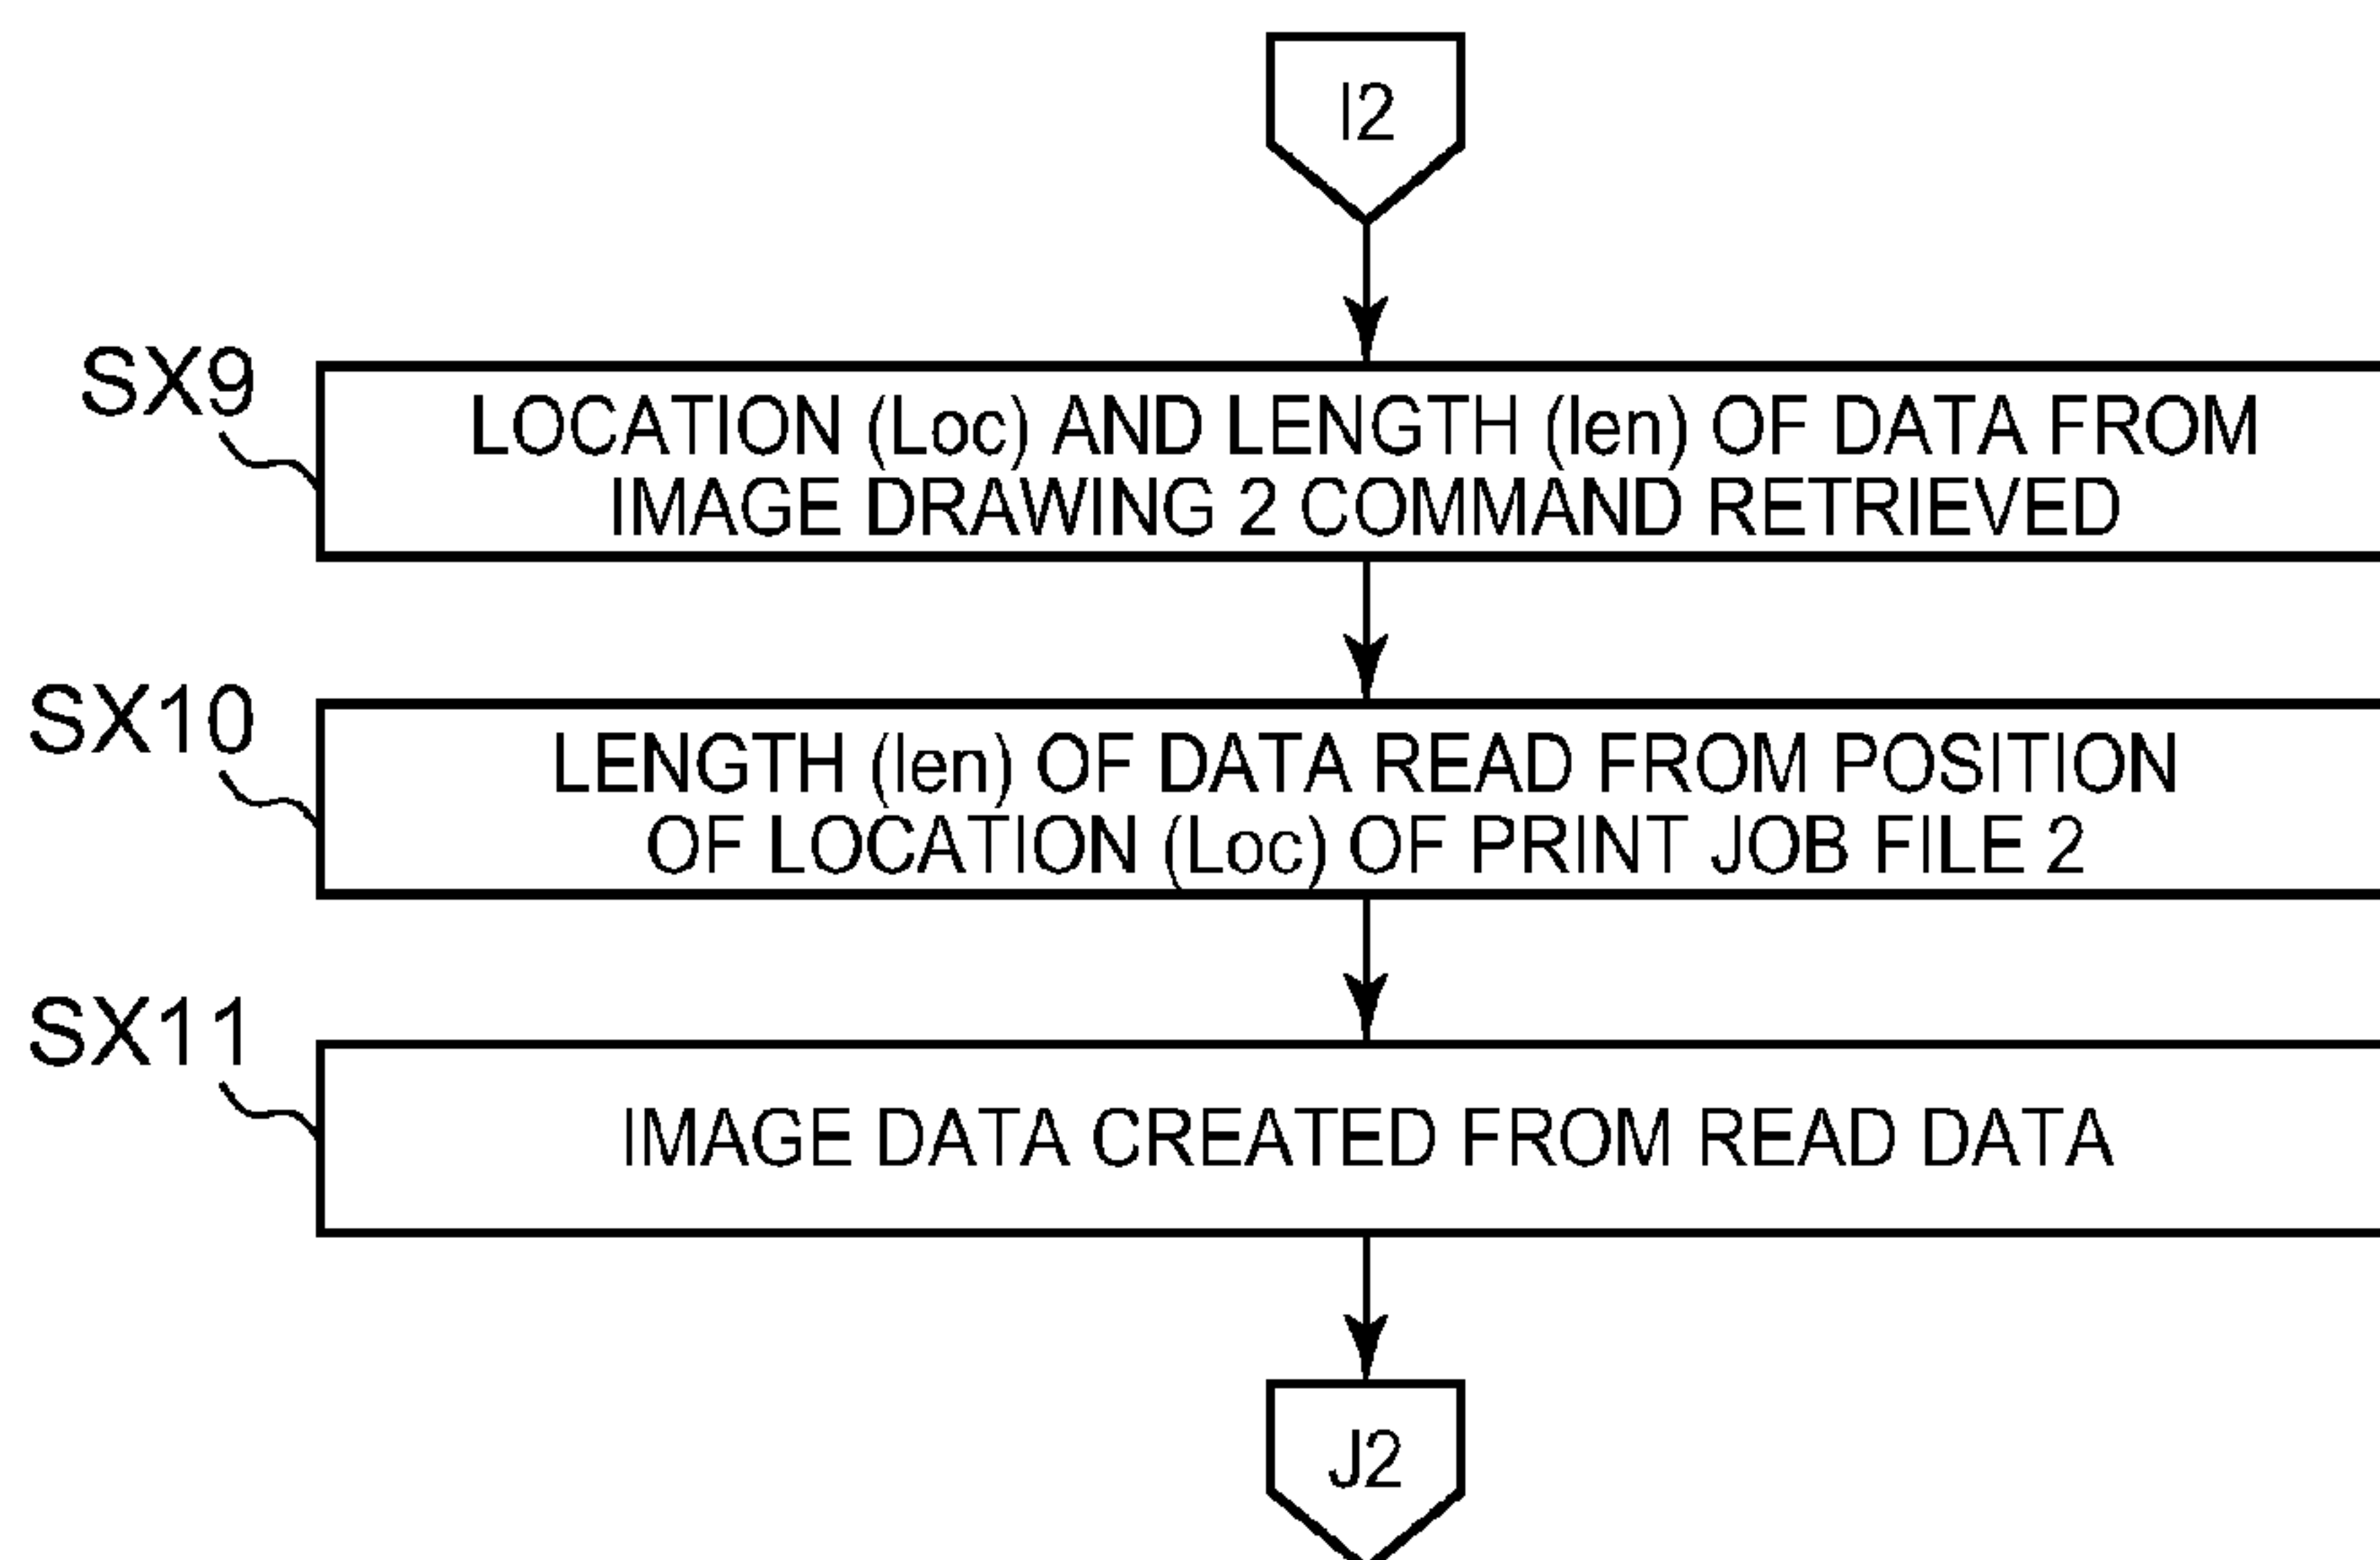 I2
SX9
LOCATION (Loc) AND LENGTH (len) OF DATA FROM
IMAGE DRAWING 2 COMMAND RETRIEVED
SX10
LENGTH (len) OF DATA READ FROM POSITION
OF LOCATION (Loc) OF PRINT JOB FILE 2
SX11
IMAGE DATA CREATED FROM READ DATA
J2